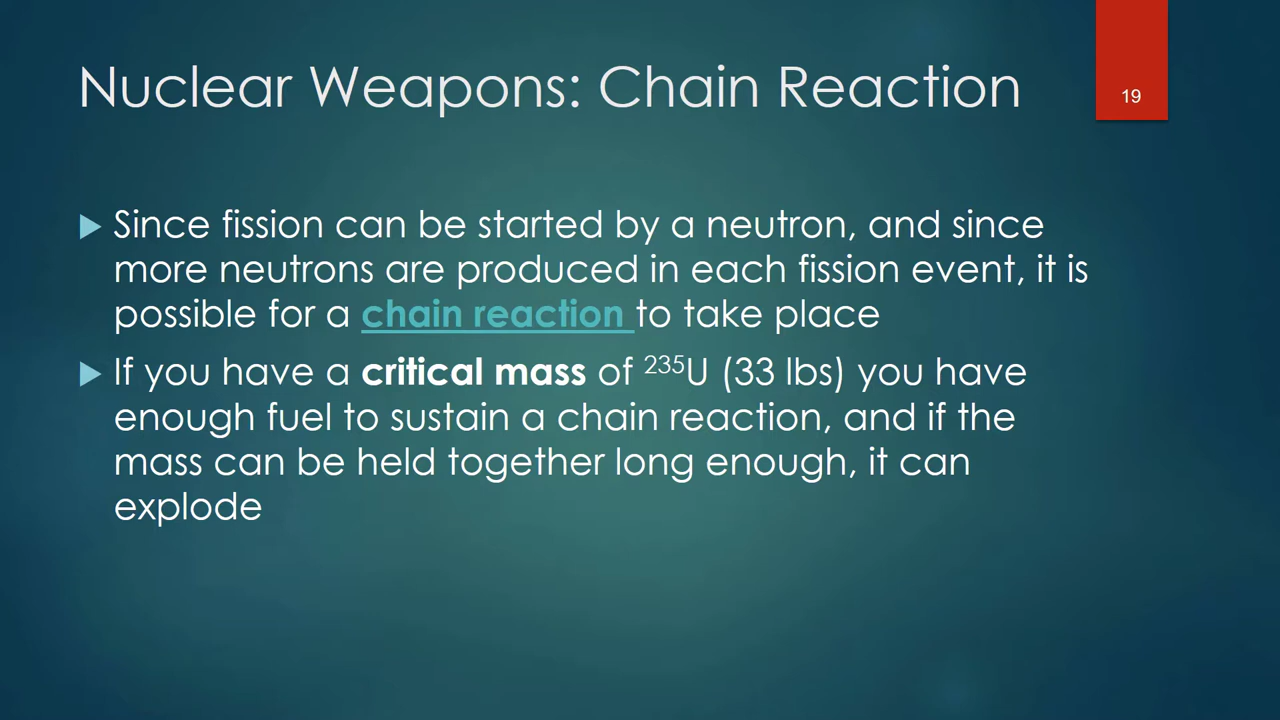 Nuclear Weapons: Chain Reaction
19
Since fission can be started by a neutron, and since
more neutrons are produced in each fission event, it is
possible for a chain reaction to take place
If you have a critical mass of ²³⁵U (33 lbs) you have
enough fuel to sustain a chain reaction, and if the
mass can be held together long enough, it can
explode